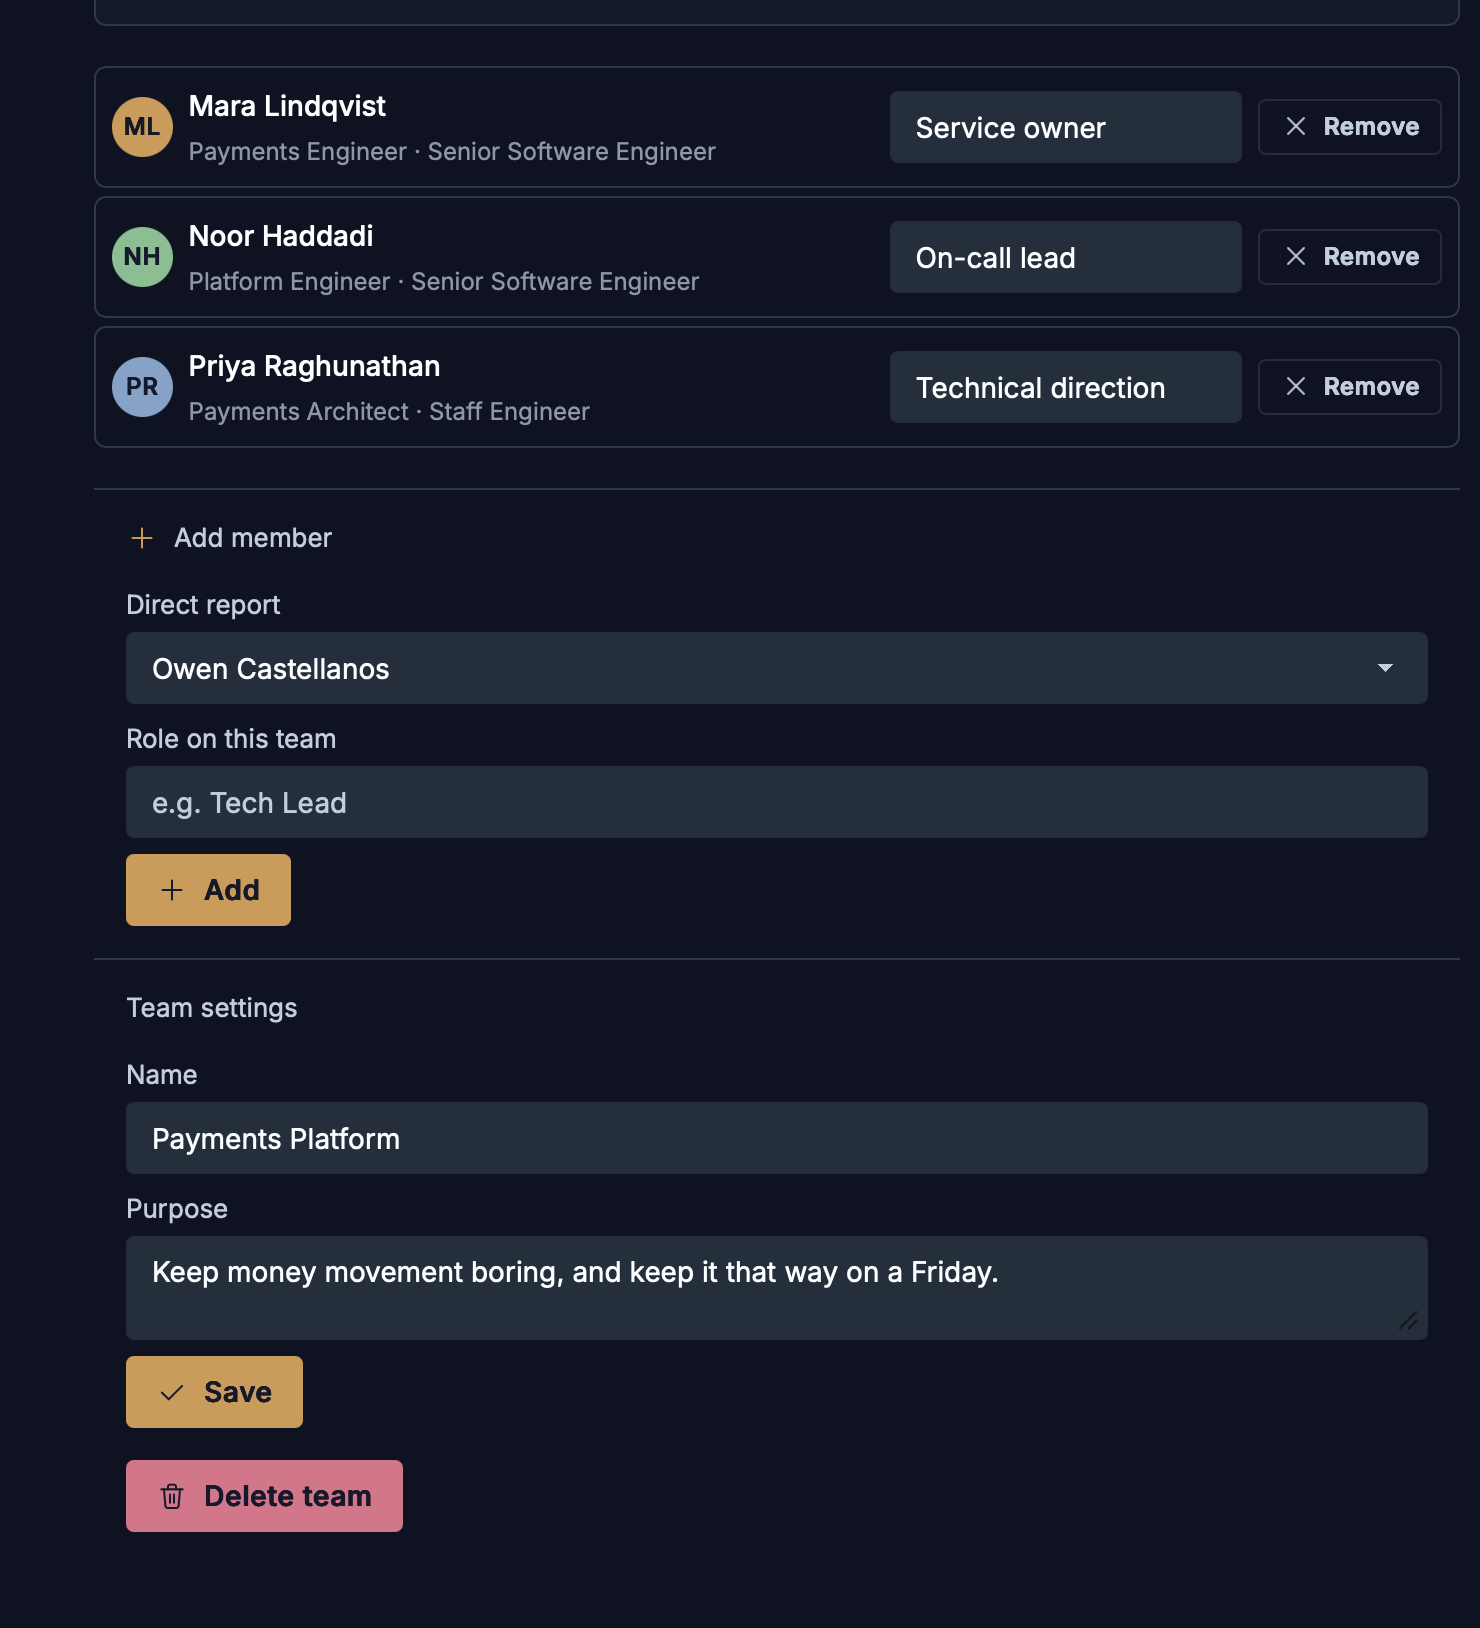 ML
Mara Lindqvist
Payments Engineer · Senior Software Engineer
Service owner
Remove
NH
Noor Haddadi
Platform Engineer · Senior Software Engineer
On-call lead
Remove
PR
Priya Raghunathan
Payments Architect · Staff Engineer
Technical direction
Remove
Add member
Direct report
Owen Castellanos
Role on this team
e.g. Tech Lead
Add
Team settings
Name
Payments Platform
Purpose
Keep money movement boring, and keep it that way on a Friday.
Save
Delete team